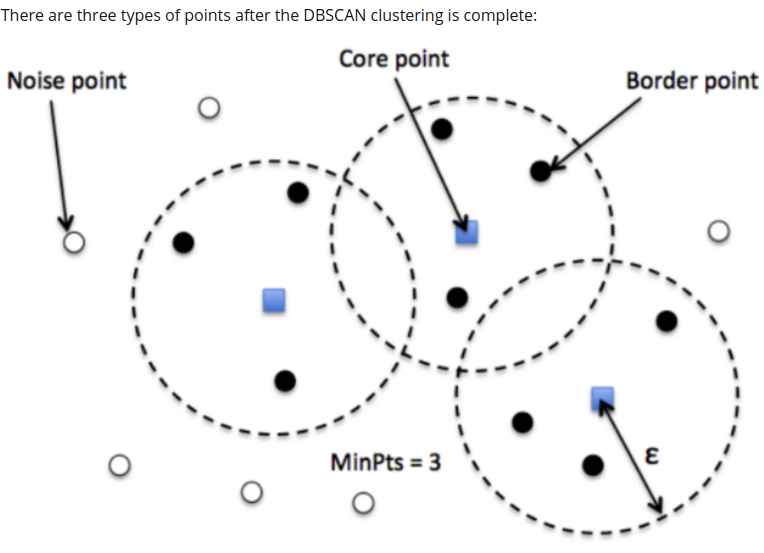 There are three types of points after the DBSCAN clustering is complete:
Core point
Noise point
Border point
MinPts = 3
ε